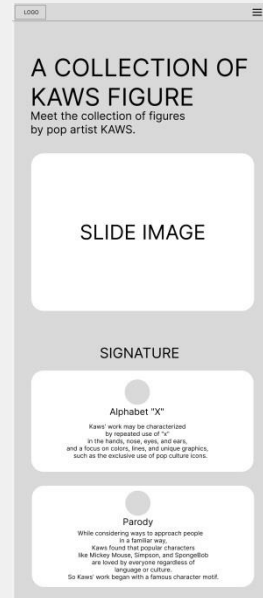 LOGO
A COLLECTION OF
KAWS FIGURE
Meet the collection of figures
by pop artist KAWS.
SLIDE IMAGE
SIGNATURE
Alphabet "X"
Kaws' work may be characterized
by repeated use of "x"
in the hands, nose, eyes, and ears,
and a focus on colors, lines, and unique graphics,
such as the exclusive use of pop culture icons.
Parody
While considering ways to approach people
in a familiar way,
Kaws found that popular characters
like Mickey Mouse, Simpson, and SpongeBob
are loved by everyone regardless of
language or culture.
So Kaws' work began with a famous character motif.